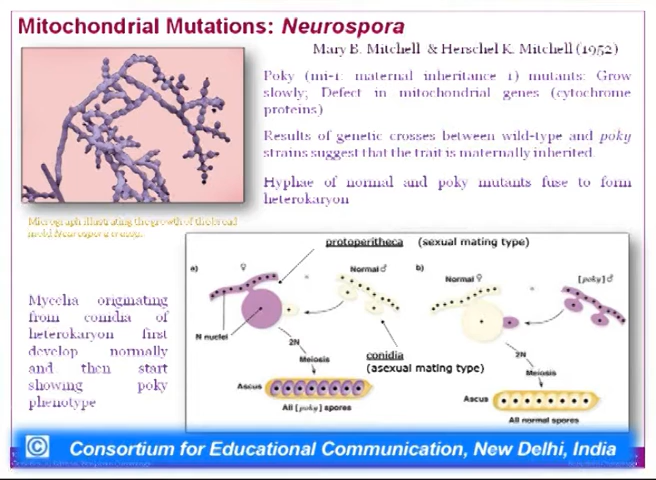 Mitochondrial Mutations: Neurospora
Mary B. Mitchell & Herschel K. Mitchell (1952)
Poky (mi-1: maternal inheritance 1) mutants: Grow
slowly; Defect in mitochondrial genes (cytochrome
proteins)
Results of genetic crosses between wild-type and poky
strains suggest that the trait is maternally inherited.
Hyphae of normal and poky mutants fuse to form
heterokaryon
Micrograph illustrating the growth of the bread
mold Neurospora crassa.
Mycelia originating
from conidia of
heterokaryon first
develop normally
and then start
showing poky
phenotype
protoperitheca (sexual mating type)
a) ♀
Normal ♂
N nuclei
2N
Meiosis
conidia
(asexual mating type)
Ascus
All [poky] spores
b)
Normal ♀
[poky] ♂
2N
Meiosis
Ascus
All normal spores
© Consortium for Educational Communication, New Delhi, India